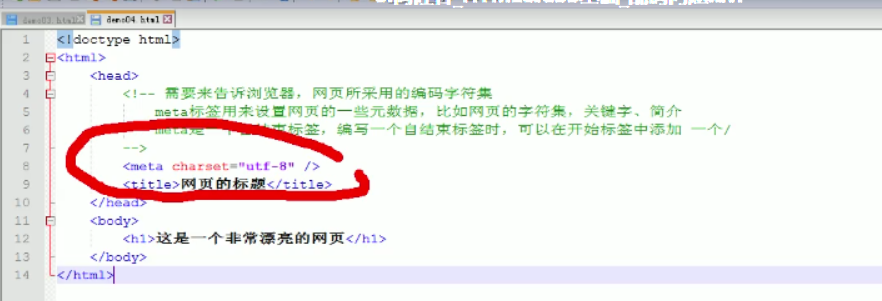 demo03.html
demo04.html
1 <!doctype html>
2 <html>
3 <head>
4 <!-- 需要来告诉浏览器，网页所采用的编码字符集
5 meta标签用来设置网页的一些元数据，比如网页的字符集，关键字、简介
6 meta是一个自结束标签，编写一个自结束标签时，可以在开始标签中添加 一个/
7 -->
8 <meta charset="utf-8" />
9 <title>网页的标题</title>
10 </head>
11 <body>
12 <h1>这是一个非常漂亮的网页</h1>
13 </body>
14 </html>